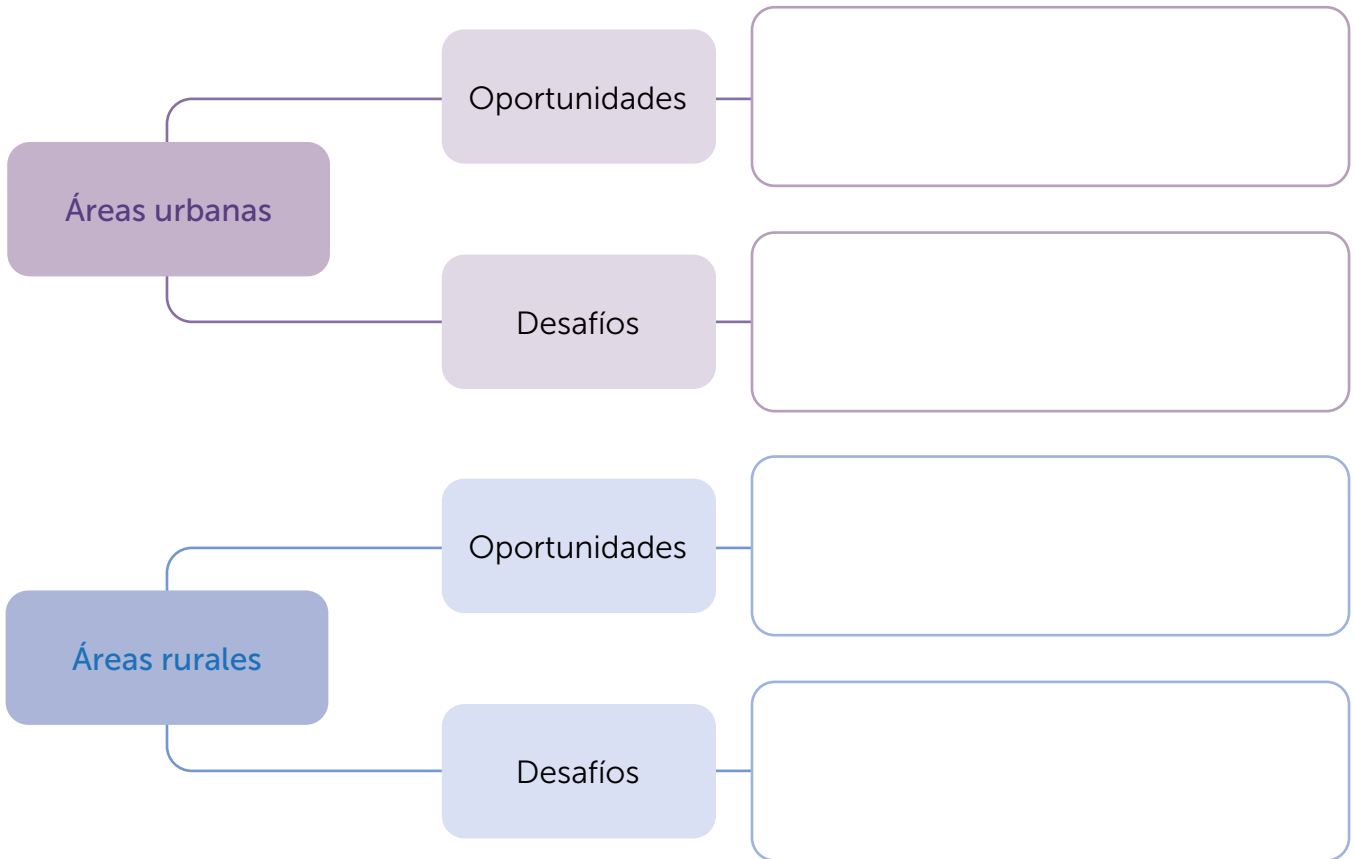 Áreas urbanas
Oportunidades
Desafíos
Áreas rurales
Oportunidades
Desafíos